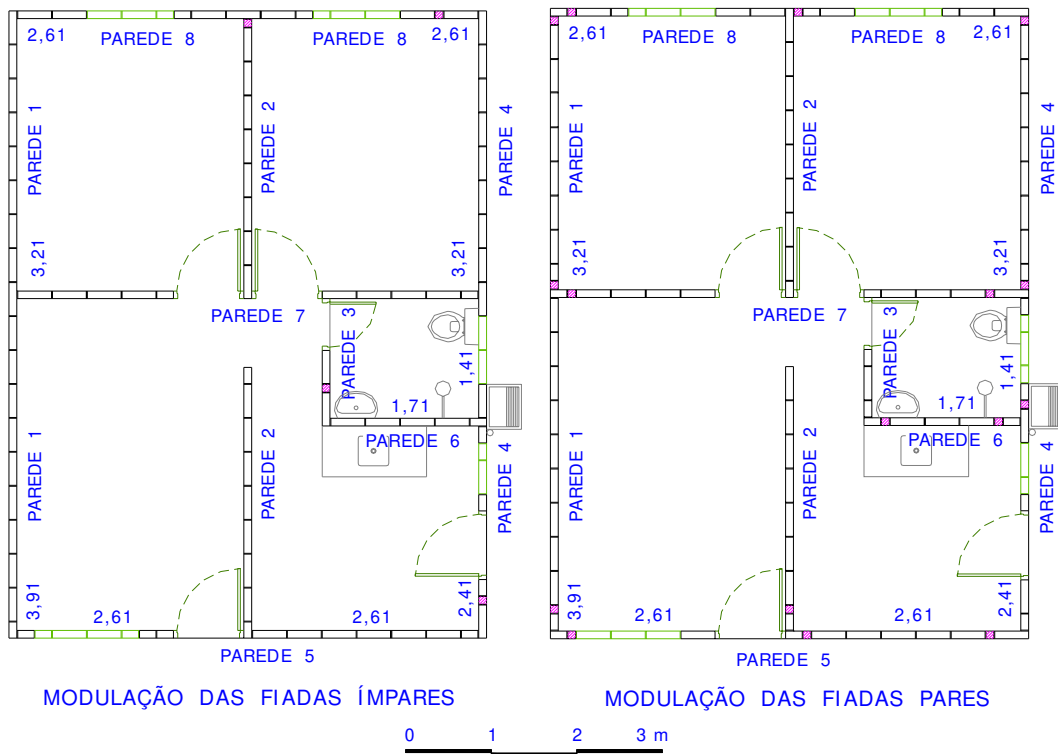 2,61 PAREDE 8 PAREDE 8 2,61
PAREDE 1 PAREDE 2 PAREDE 4
3,21 3,21
PAREDE 7
PAREDE 3
1,41
1,71
PAREDE 6
PAREDE 1 PAREDE 2 PAREDE 4
3,91 2,61 2,61 2,41
PAREDE 5
MODULAÇÃO DAS FIADAS ÍMPARES
2,61 PAREDE 8 PAREDE 8 2,61
PAREDE 1 PAREDE 2 PAREDE 4
3,21 3,21
PAREDE 7
PAREDE 3
1,41
1,71
PAREDE 6
PAREDE 1 PAREDE 2 PAREDE 4
3,91 2,61 2,61 2,41
PAREDE 5
MODULAÇÃO DAS FIADAS PARES
0 1 2 3 m